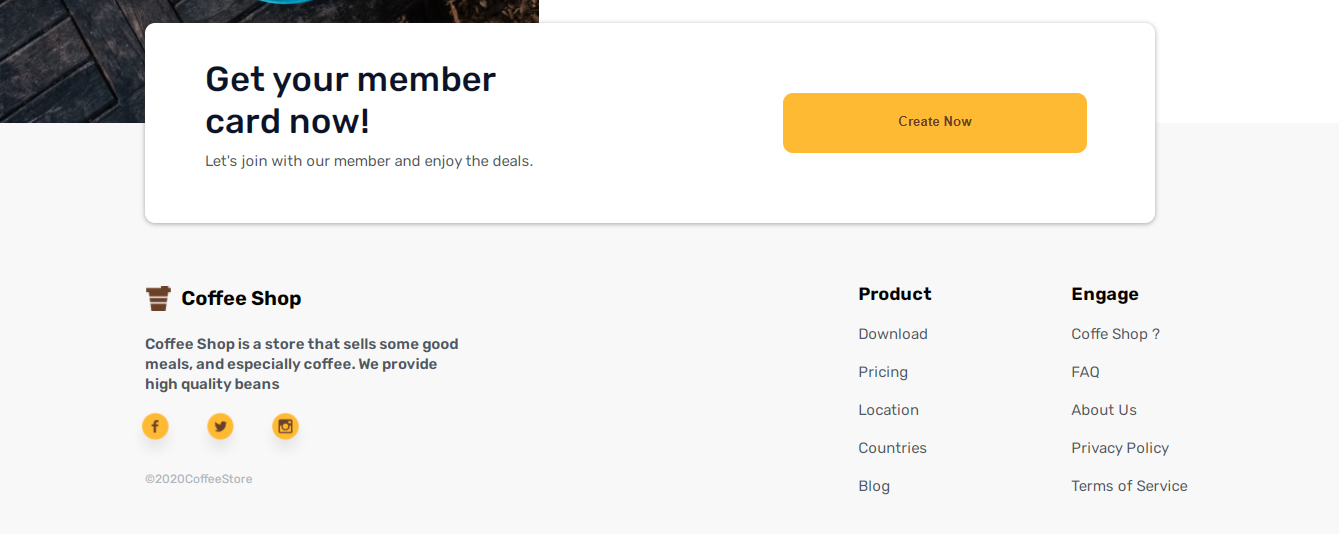 Get your member
card now!
Let's join with our member and enjoy the deals.
Create Now
Coffee Shop
Coffee Shop is a store that sells some good
meals, and especially coffee. We provide
high quality beans
©2020CoffeeStore
Product
Download
Pricing
Location
Countries
Blog
Engage
Coffe Shop ?
FAQ
About Us
Privacy Policy
Terms of Service